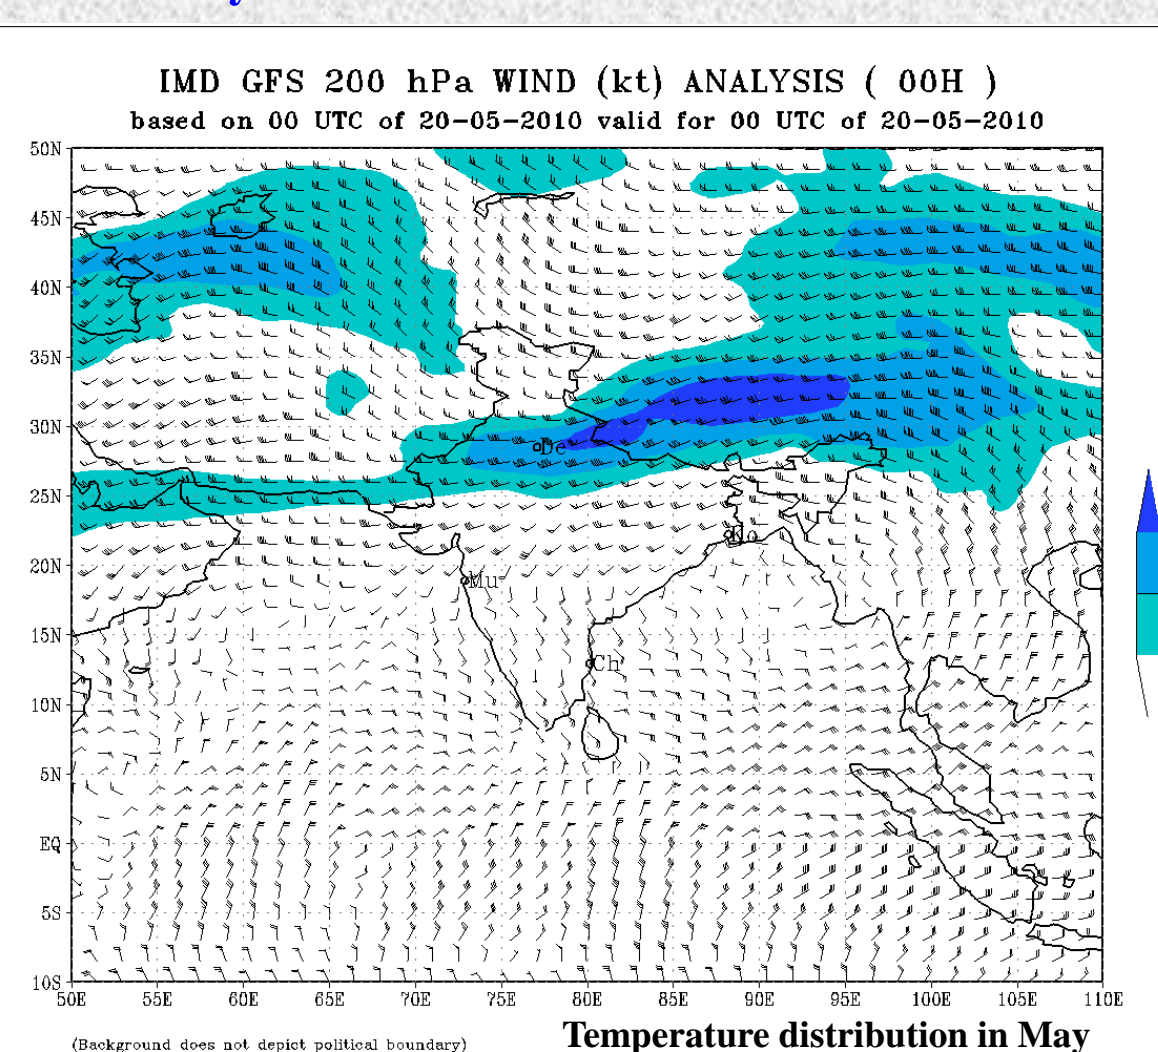 IMD GFS 200 hPa WIND (kt) ANALYSIS ( 00H )
based on 00 UTC of 20-05-2010 valid for 00 UTC of 20-05-2010
50N
45N
40N
35N
30N
25N
20N
15N
10N
5N
EQ
5S
10S
De
Mu
Ch
50E 55E 60E 65E 70E 75E 80E 85E 90E 95E 100E 105E 110E
Temperature distribution in May
(Background does not depict political boundary)